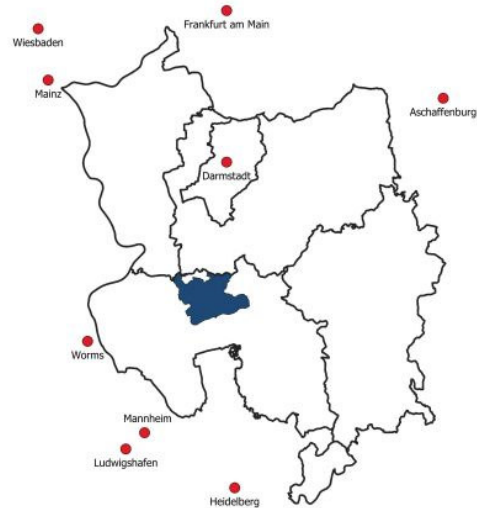 Frankfurt am Main
Wiesbaden
Mainz
Aschaffenburg
Darmstadt
Worms
Mannheim
Ludwigshafen
Heidelberg